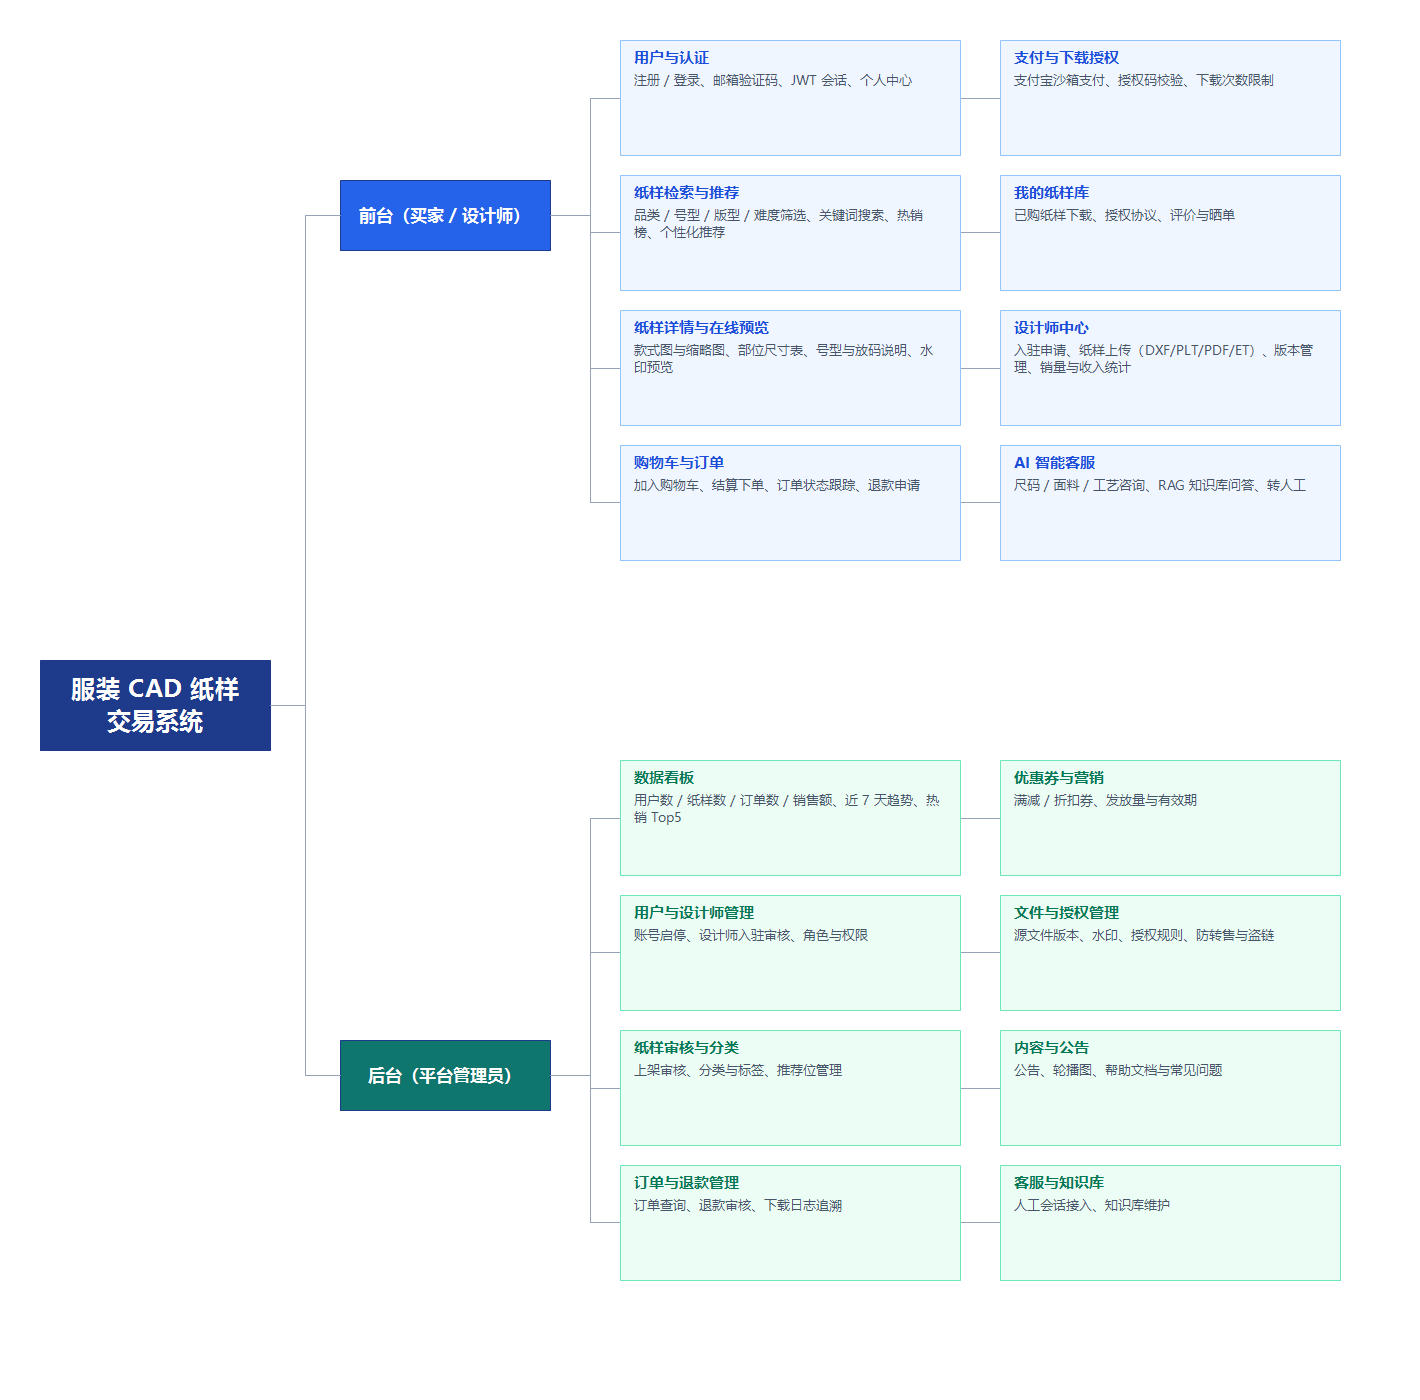 服装 CAD 纸样
交易系统
前台（买家 / 设计师）
用户与认证
注册 / 登录、邮箱验证码、JWT 会话、个人中心
支付与下载授权
支付宝沙箱支付、授权码校验、下载次数限制
纸样检索与推荐
品类 / 号型 / 版型 / 难度筛选、关键词搜索、热销
榜、个性化推荐
我的纸样库
已购纸样下载、授权协议、评价与晒单
纸样详情与在线预览
款式图与缩略图、部位尺寸表、号型与放码说明、水
印预览
设计师中心
入驻申请、纸样上传（DXF/PLT/PDF/ET）、版本管
理、销量与收入统计
购物车与订单
加入购物车、结算下单、订单状态跟踪、退款申请
AI 智能客服
尺码 / 面料 / 工艺咨询、RAG 知识库问答、转人工
后台（平台管理员）
数据看板
用户数 / 纸样数 / 订单数 / 销售额、近 7 天趋势、热
销 Top5
优惠券与营销
满减 / 折扣券、发放量与有效期
用户与设计师管理
账号启停、设计师入驻审核、角色与权限
文件与授权管理
源文件版本、水印、授权规则、防转售与盗链
纸样审核与分类
上架审核、分类与标签、推荐位管理
内容与公告
公告、轮播图、帮助文档与常见问题
订单与退款管理
订单查询、退款审核、下载日志追溯
客服与知识库
人工会话接入、知识库维护